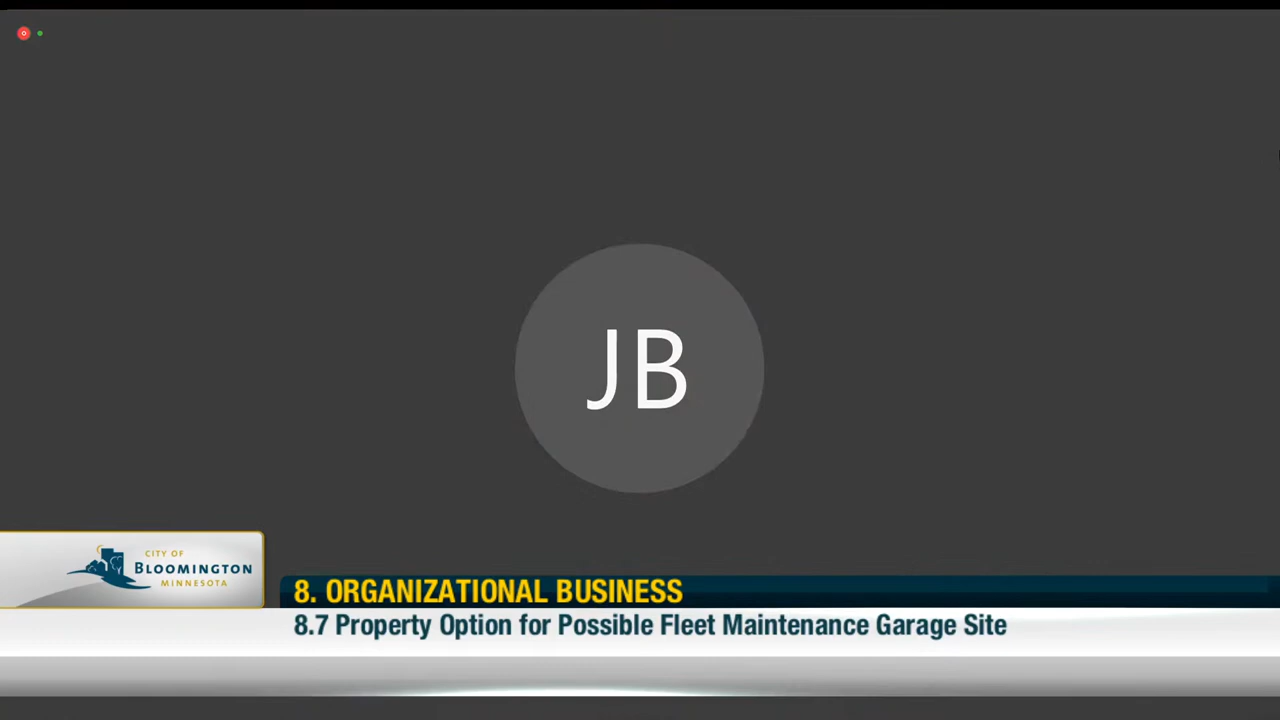 JB
CITY OF
BLOOMINGTON
MINNESOTA
8. ORGANIZATIONAL BUSINESS
8.7 Property Option for Possible Fleet Maintenance Garage Site